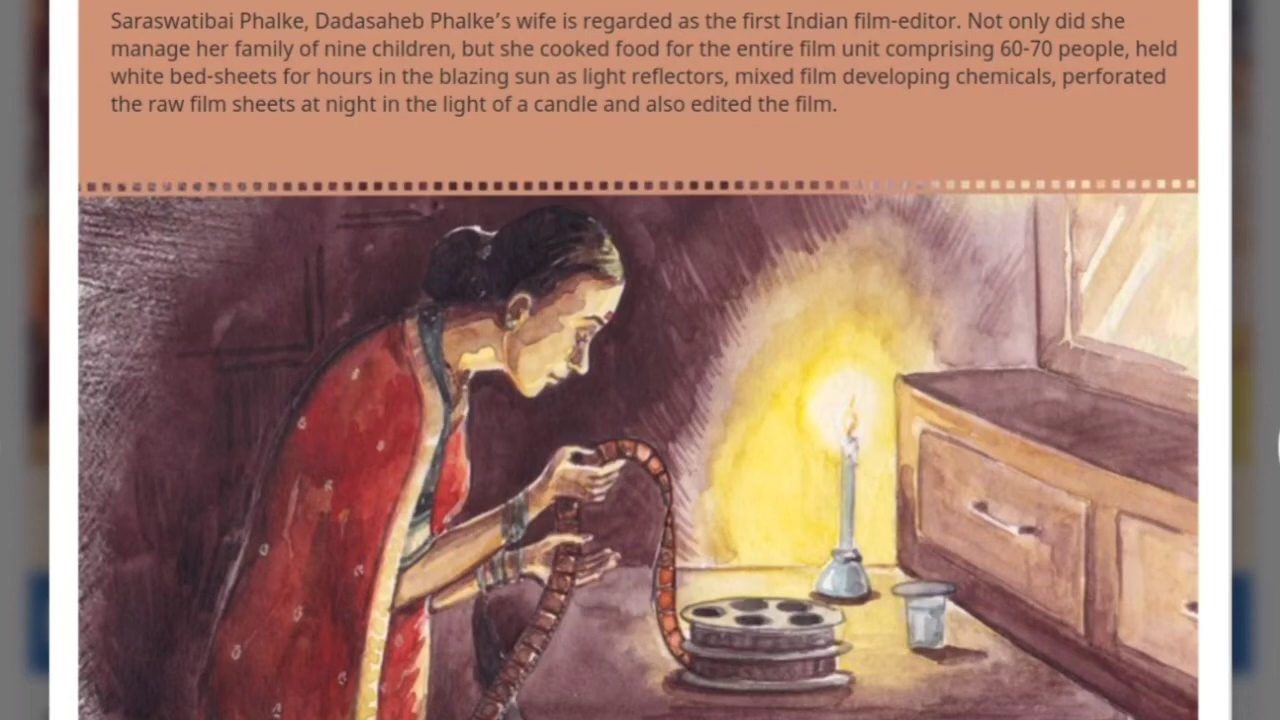 Saraswatibai Phalke, Dadasaheb Phalke’s wife is regarded as the first Indian film-editor. Not only did she
manage her family of nine children, but she cooked food for the entire film unit comprising 60-70 people, held
white bed-sheets for hours in the blazing sun as light reflectors, mixed film developing chemicals, perforated
the raw film sheets at night in the light of a candle and also edited the film.